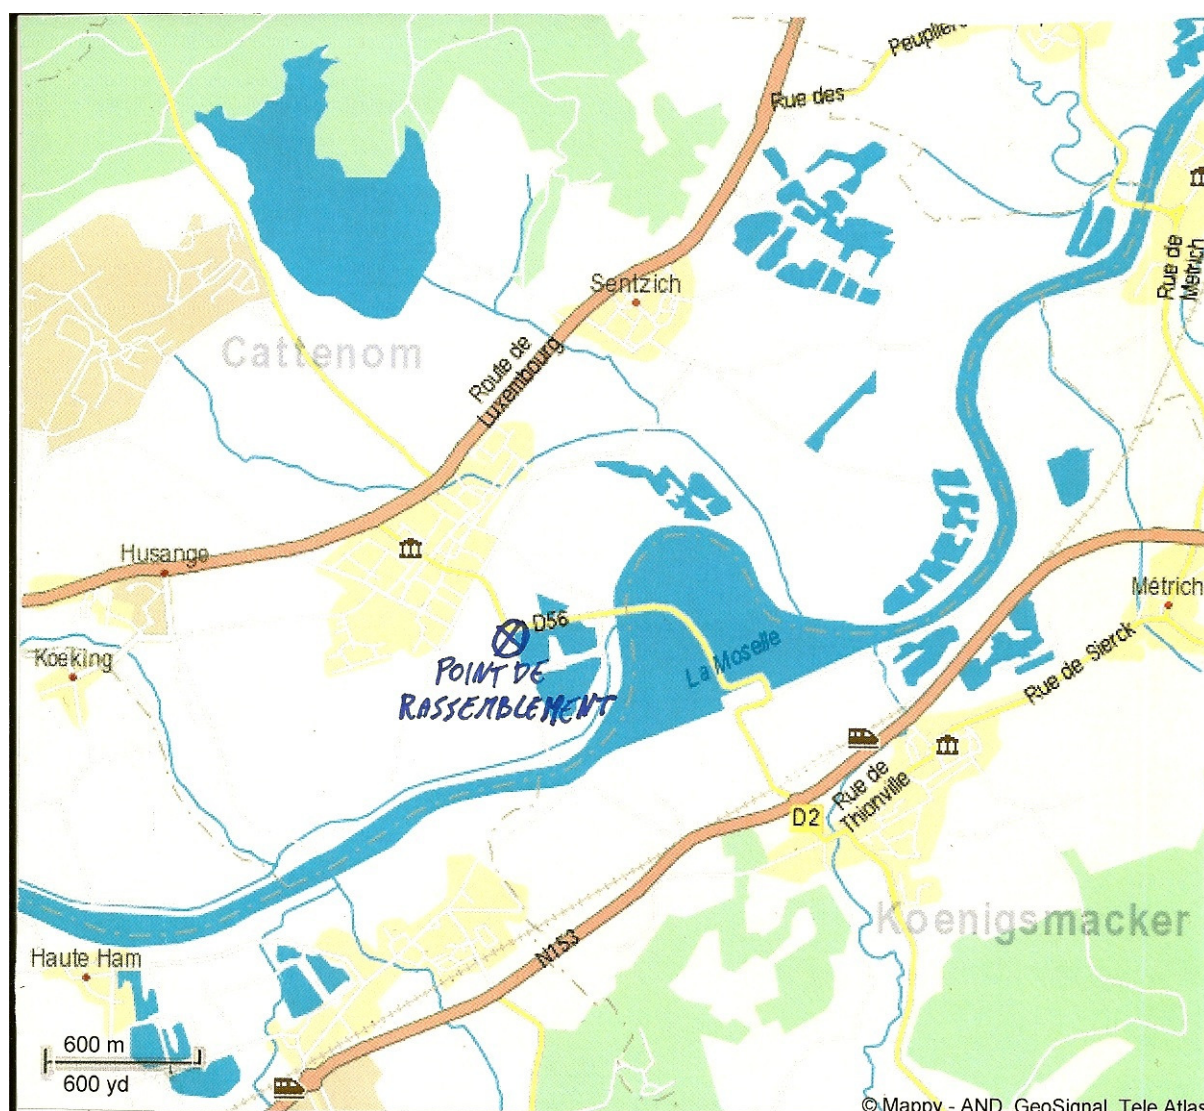 Peupliers
Rue des
Sentzich
Rue de
Metrich
Cattenom
Route de
Luxembourg
Husange
Métrich
D56
Koeking
POINT DE
RASSEMBLEMENT
La Moselle
Rue de Sierck
Rue de
Thionville
D2
Koenigsmacker
N153
Haute Ham
600 m
600 yd
© Mappy - AND, GeoSignal, Tele Atlas